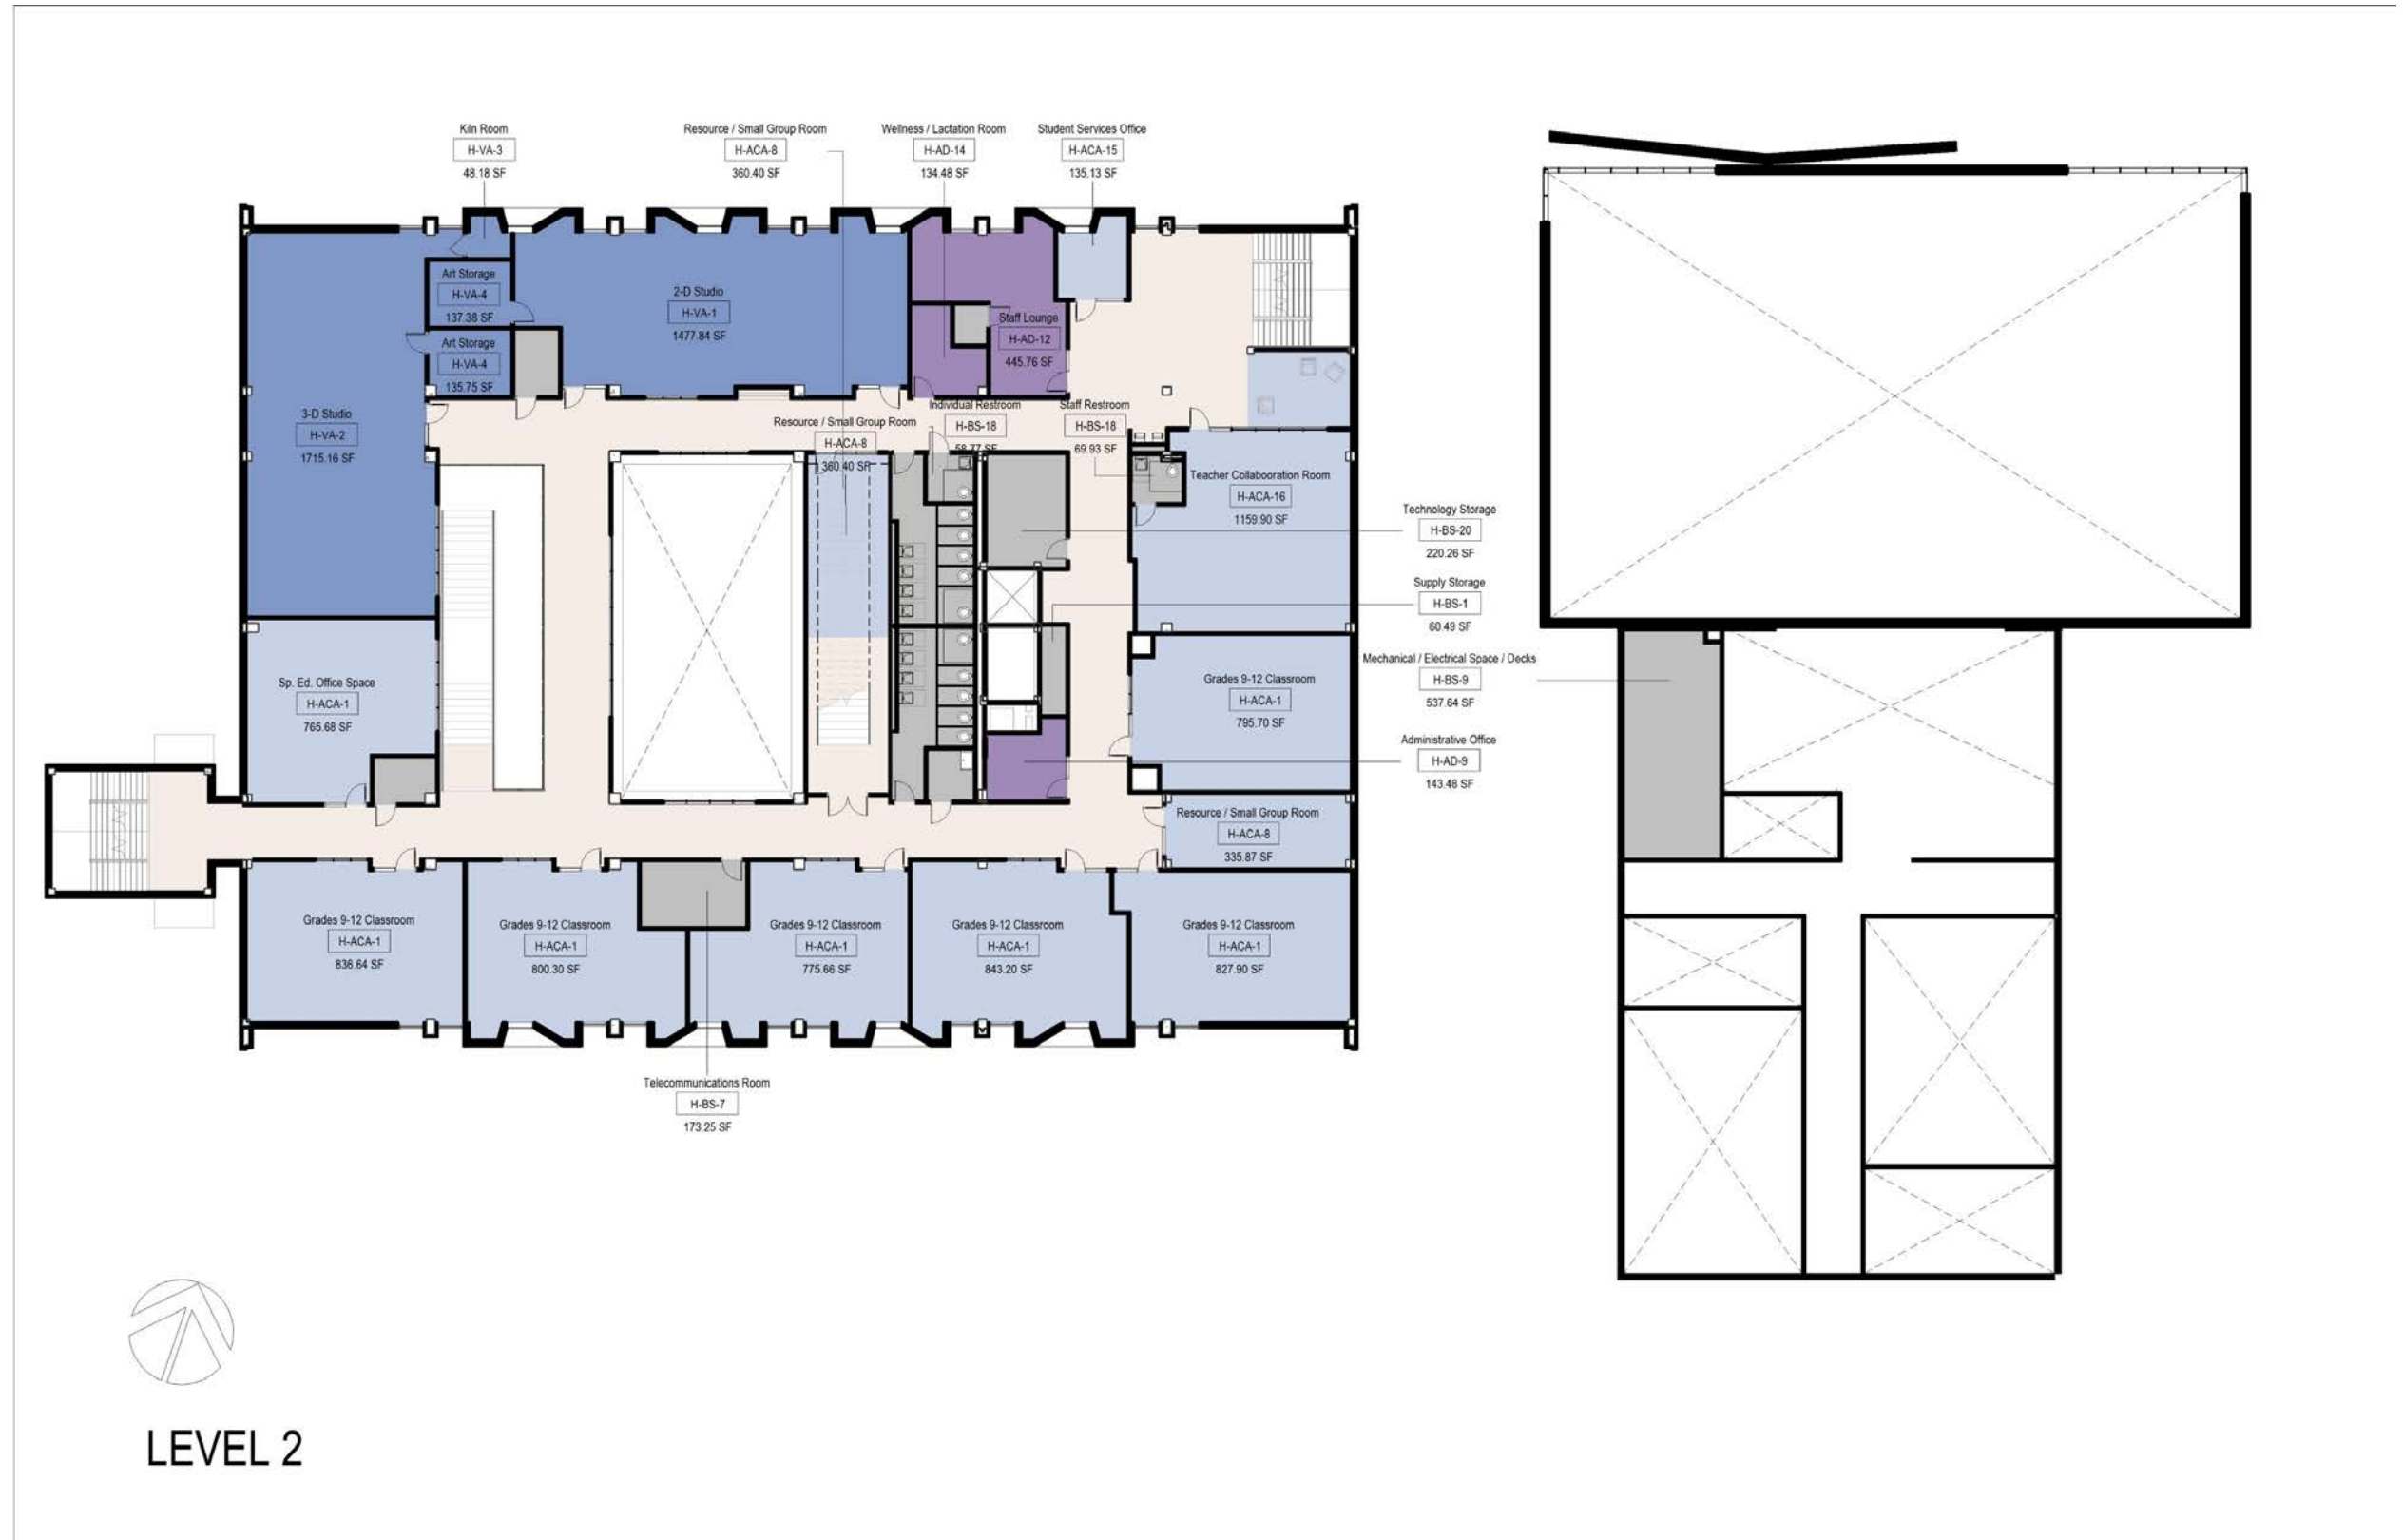 Kiln Room
H-VA-3
48.18 SF
Resource / Small Group Room
H-ACA-8
360.40 SF
Wellness / Lactation Room
H-AD-14
134.48 SF
Student Services Office
H-ACA-15
135.13 SF
Art Storage
H-VA-4
137.38 SF
2-D Studio
H-VA-1
1477.84 SF
Staff Lounge
H-AD-12
445.76 SF
Art Storage
H-VA-4
135.75 SF
3-D Studio
H-VA-2
1715.16 SF
Resource / Small Group Room
H-ACA-8
360.40 SF
Individual Restroom
H-BS-18
58.77 SF
Staff Restroom
H-BS-18
69.93 SF
Teacher Collabooration Room
H-ACA-16
1159.90 SF
Technology Storage
H-BS-20
220.26 SF
Supply Storage
H-BS-1
60.49 SF
Mechanical / Electrical Space / Decks
H-BS-9
537.64 SF
Sp. Ed. Office Space
H-ACA-1
765.68 SF
Grades 9-12 Classroom
H-ACA-1
795.70 SF
Administrative Office
H-AD-9
143.48 SF
Resource / Small Group Room
H-ACA-8
335.87 SF
Grades 9-12 Classroom
H-ACA-1
836.64 SF
Grades 9-12 Classroom
H-ACA-1
800.30 SF
Grades 9-12 Classroom
H-ACA-1
775.66 SF
Grades 9-12 Classroom
H-ACA-1
843.20 SF
Grades 9-12 Classroom
H-ACA-1
827.90 SF
Telecommunications Room
H-BS-7
173.25 SF
LEVEL 2